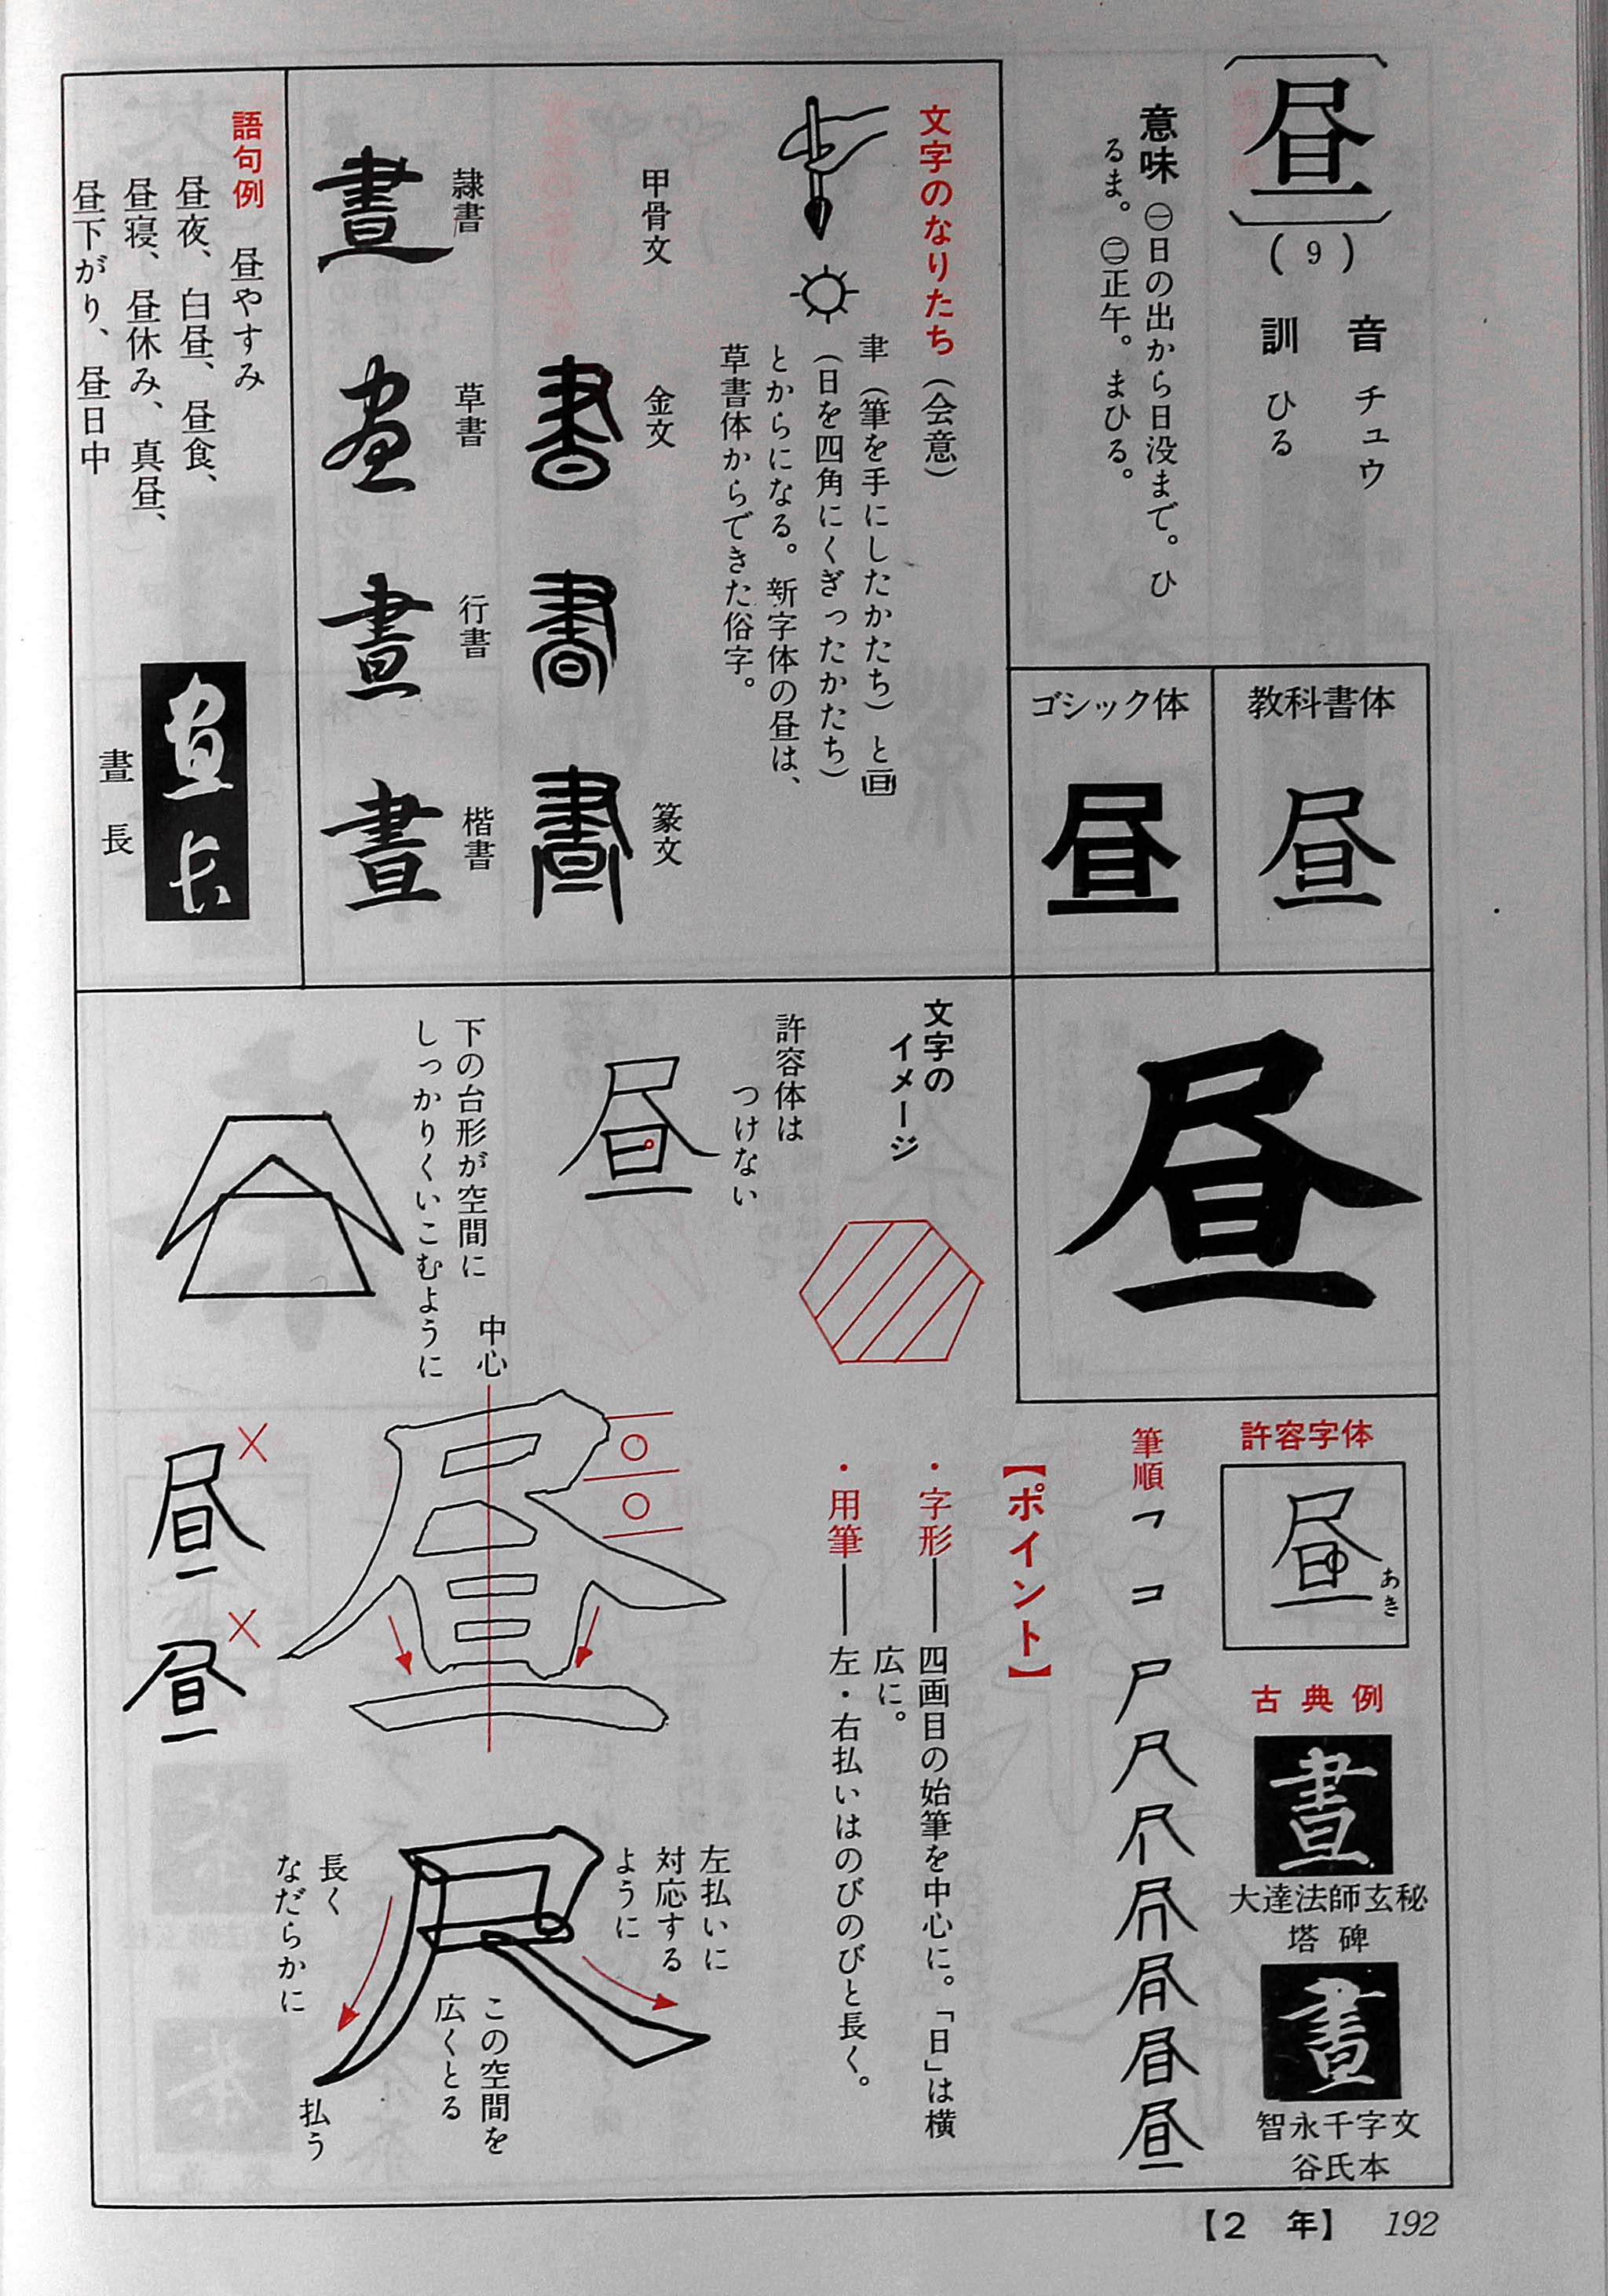 昼
(9)
音 チュウ
訓 ひる
意味 ㊀日の出から日没まで。ひ
るま。㊁正午。まひる。
教科書体
昼
ゴシック体
昼
昼
文字のなりたち(会意)
聿(筆を手にしたかたち)と
(日を四角にくぎったかたち)
とからになる。新字体の昼は、
草書体からできた俗字。
甲骨文
金文
篆文
隷書
草書
行書
楷書
晝
晝
晝
晝
晝
晝
晝
語句例 昼やすみ
昼夜、白昼、昼食、
昼寝、昼休み、真昼、
昼下がり、昼日中
晝長
晝長
許容字体
昼
あき
古典例
晝
大達法師玄秘
塔碑
晝
智永千字文
谷氏本
筆順
昼
【ポイント】
・字形――四画目の始筆を中心に。「日」は横
広に。
・用筆――左・右払いはのびのびと長く。
文字の
イメージ
許容体は
つけない
昼
下の台形が空間に
しっかりくいこむように
中心
昼
×
昼
×
昼
左払いに
対応する
ように
この空間を
広くとる
長く
なだらかに
払う
【2 年】 192